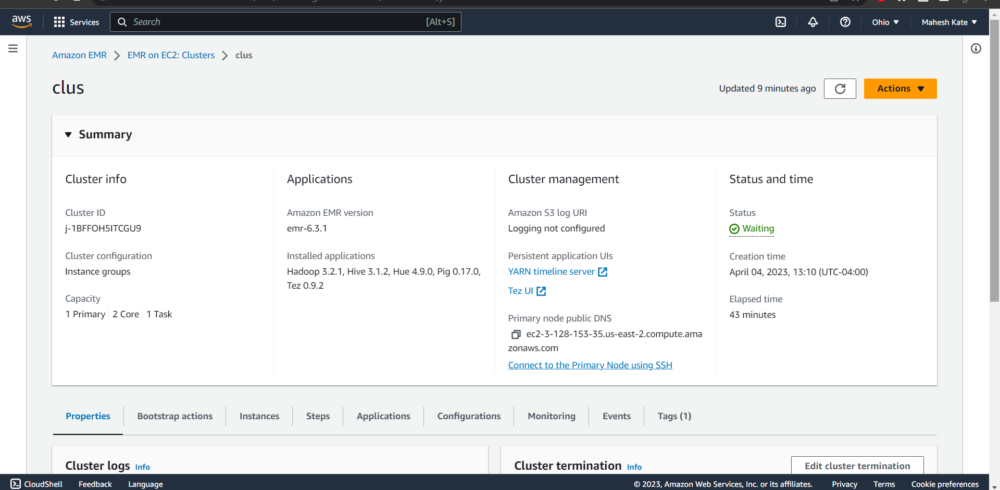 aws
Services
Search [Alt+S]
Ohio
Mahesh Kate
Amazon EMR
EMR on EC2: Clusters
clus
clus
Updated 9 minutes ago
Actions
Summary
Cluster info
Cluster ID
j-1BFFOH5ITCGU9
Cluster configuration
Instance groups
Capacity
1 Primary 2 Core 1 Task
Applications
Amazon EMR version
emr-6.3.1
Installed applications
Hadoop 3.2.1, Hive 3.1.2, Hue 4.9.0, Pig 0.17.0,
Tez 0.9.2
Cluster management
Amazon S3 log URI
Logging not configured
Persistent application UIs
YARN timeline server
Tez UI
Primary node public DNS
ec2-3-128-153-35.us-east-2.compute.ama
zonaws.com
Connect to the Primary Node using SSH
Status and time
Status
Waiting
Creation time
April 04, 2023, 13:10 (UTC-04:00)
Elapsed time
43 minutes
Properties
Bootstrap actions
Instances
Steps
Applications
Configurations
Monitoring
Events
Tags (1)
Cluster logs Info
Cluster termination Info
Edit cluster termination
CloudShell
Feedback
Language
© 2023, Amazon Web Services, Inc. or its affiliates.
Privacy
Terms
Cookie preferences